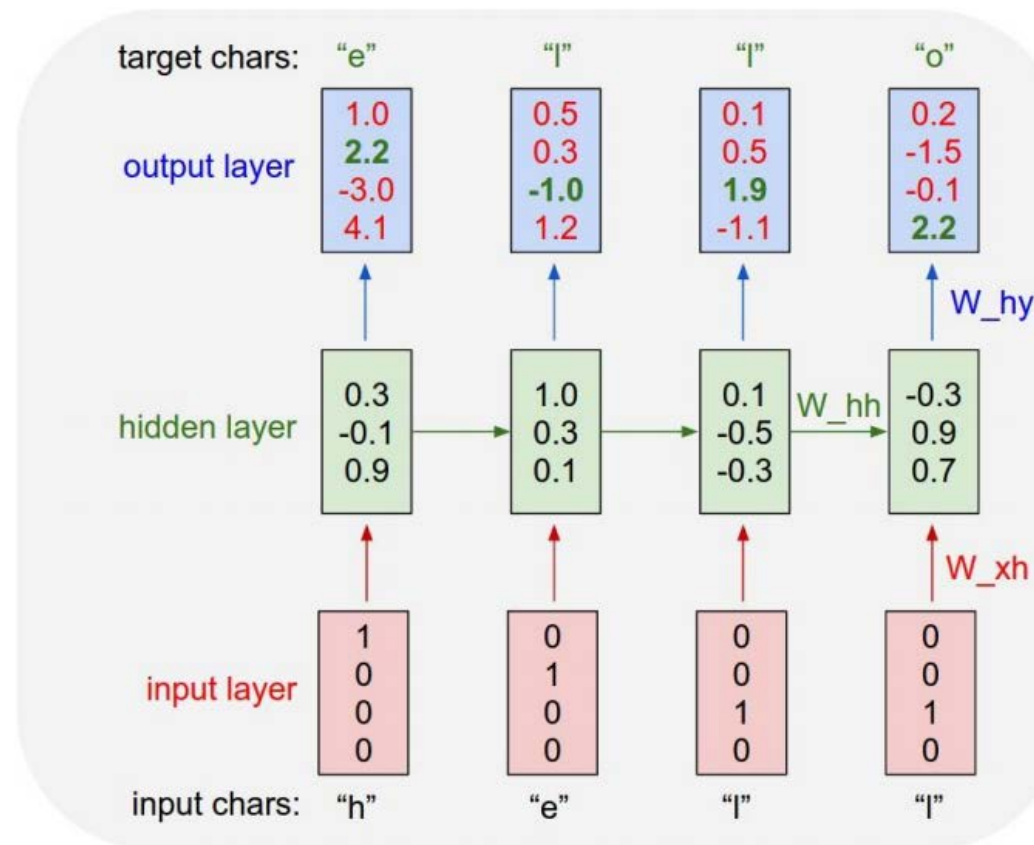 target chars: “e” “l” “l” “o”
1.0 0.5 0.1 0.2
2.2 0.3 0.5 -1.5
output layer
-3.0 -1.0 1.9 -0.1
4.1 1.2 -1.1 2.2
W_hy
0.3 1.0 0.1 -0.3
W_hh
hidden layer -0.1 0.3 -0.5 0.9
0.9 0.1 -0.3 0.7
W_xh
1 0 0 0
0 1 0 0
input layer
0 0 1 1
0 0 0 0
input chars: “h” “e” “l” “l”